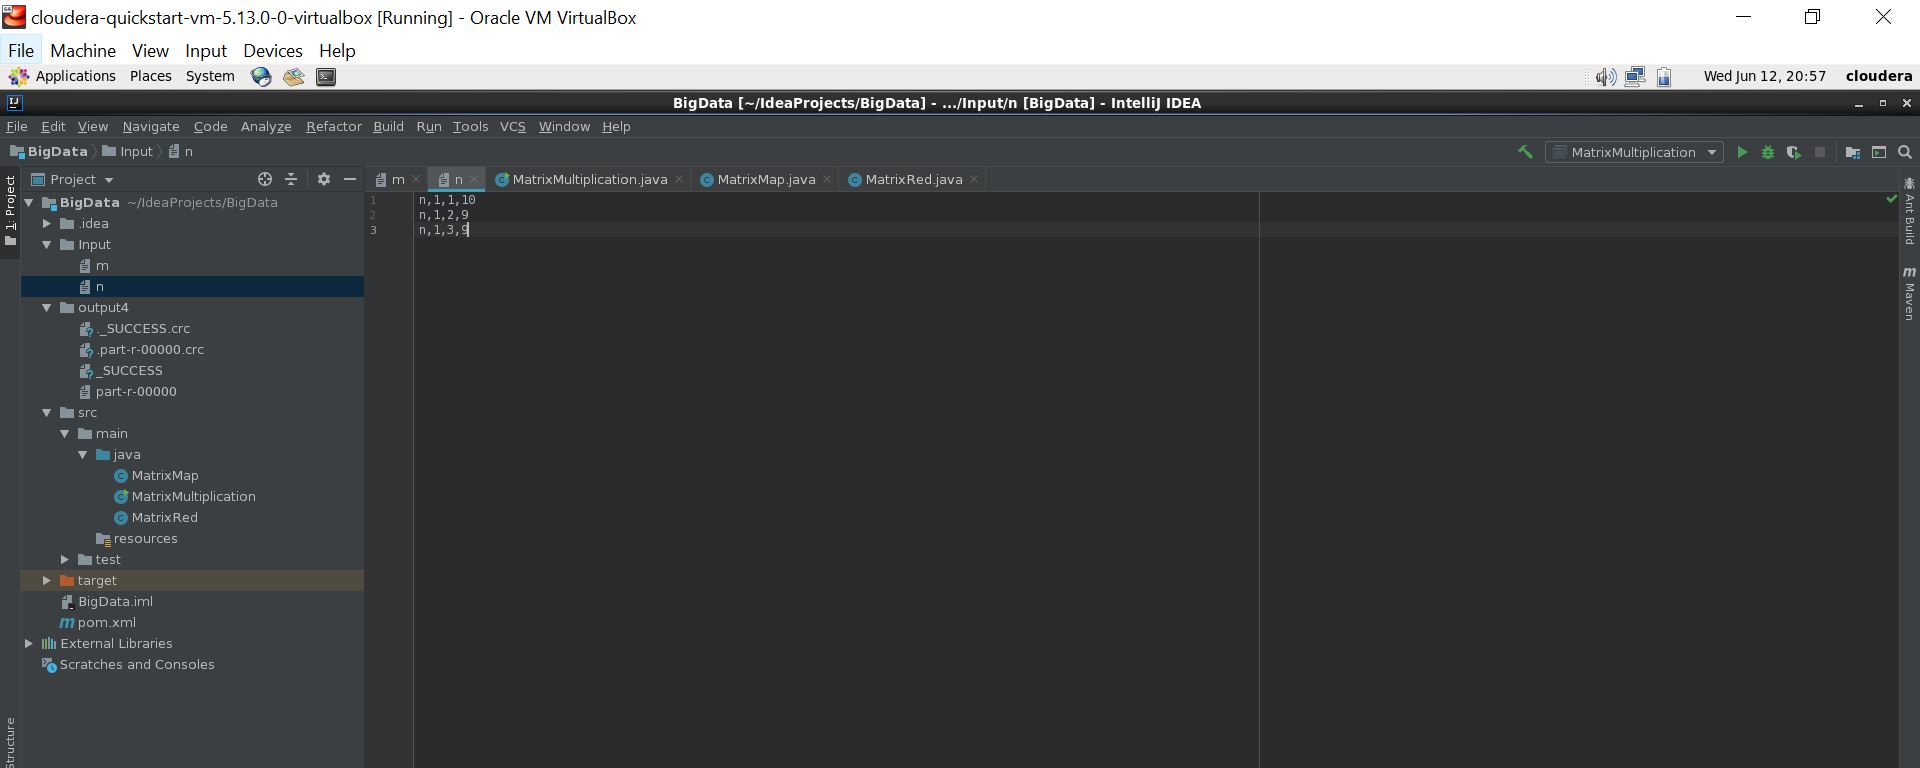 cloudera-quickstart-vm-5.13.0-0-virtualbox [Running] - Oracle VM VirtualBox
File Machine View Input Devices Help
Applications Places System Wed Jun 12, 20:57 cloudera
BigData [~/IdeaProjects/BigData] - .../Input/n [BigData] - IntelliJ IDEA
File Edit View Navigate Code Analyze Refactor Build Run Tools VCS Window Help
BigData Input n MatrixMultiplication
Project m n MatrixMultiplication.java MatrixMap.java MatrixRed.java
1: Project
BigData ~/IdeaProjects/BigData
.idea
Input
m
n
output4
._SUCCESS.crc
.part-r-00000.crc
_SUCCESS
part-r-00000
src
main
java
MatrixMap
MatrixMultiplication
MatrixRed
resources
test
target
BigData.iml
pom.xml
External Libraries
Scratches and Consoles
1 n,1,1,10
2 n,1,2,9
3 n,1,3,9
Ant Build
Maven